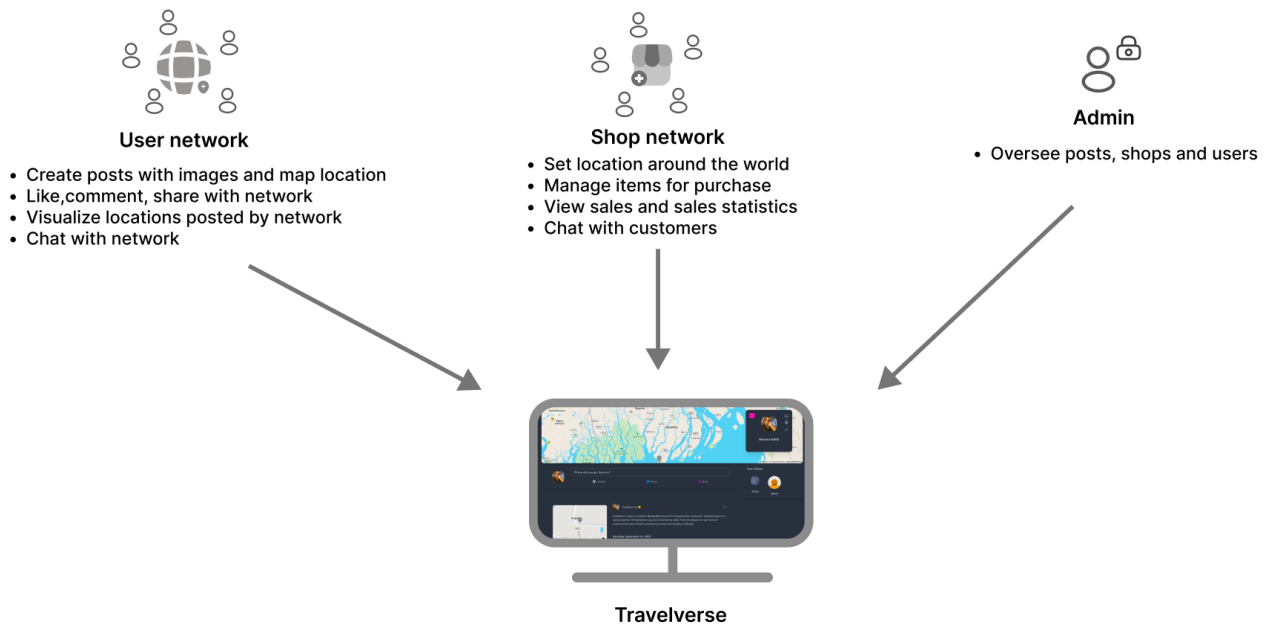 User network
• Create posts with images and map location
• Like,comment, share with network
• Visualize locations posted by network
• Chat with network
Shop network
• Set location around the world
• Manage items for purchase
• View sales and sales statistics
• Chat with customers
Admin
• Oversee posts, shops and users
Travelverse